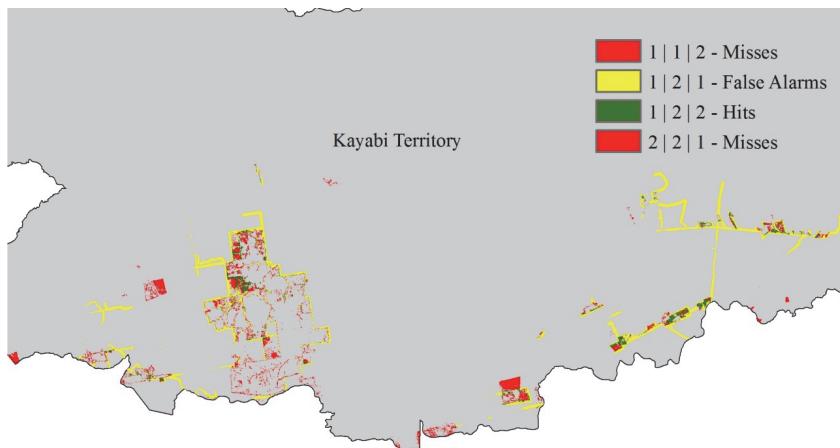 1 | 1 | 2 - Misses
1 | 2 | 1 - False Alarms
1 | 2 | 2 - Hits
2 | 2 | 1 - Misses
Kayabi Territory